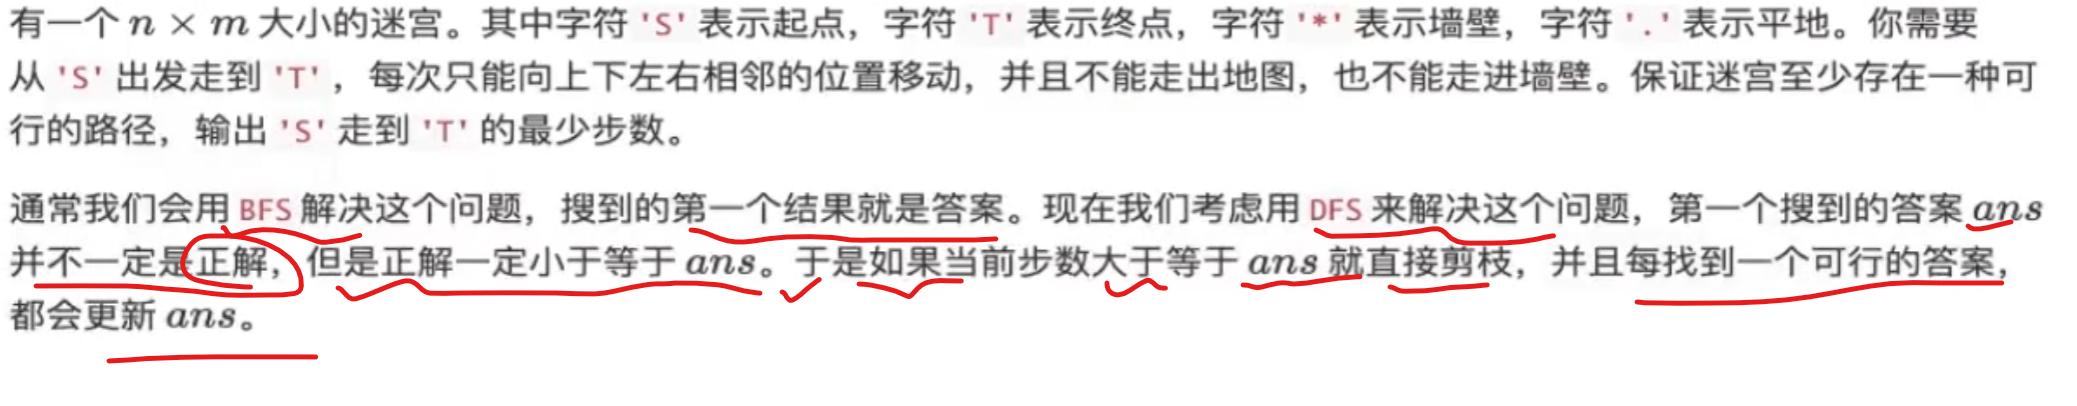 有一个 n × m 大小的迷宫。其中字符 'S' 表示起点，字符 'T' 表示终点，字符 '*' 表示墙壁，字符 '.' 表示平地。你需要
从 'S' 出发走到 'T' ，每次只能向上下左右相邻的位置移动，并且不能走出地图，也不能走进墙壁。保证迷宫至少存在一种可
行的路径，输出 'S' 走到 'T' 的最少步数。
通常我们会用 BFS 解决这个问题，搜到的第一个结果就是答案。现在我们考虑用 DFS 来解决这个问题，第一个搜到的答案 ans
并不一定是正解，但是正解一定小于等于 ans。于是如果当前步数大于等于 ans 就直接剪枝，并且每找到一个可行的答案，
都会更新 ans。